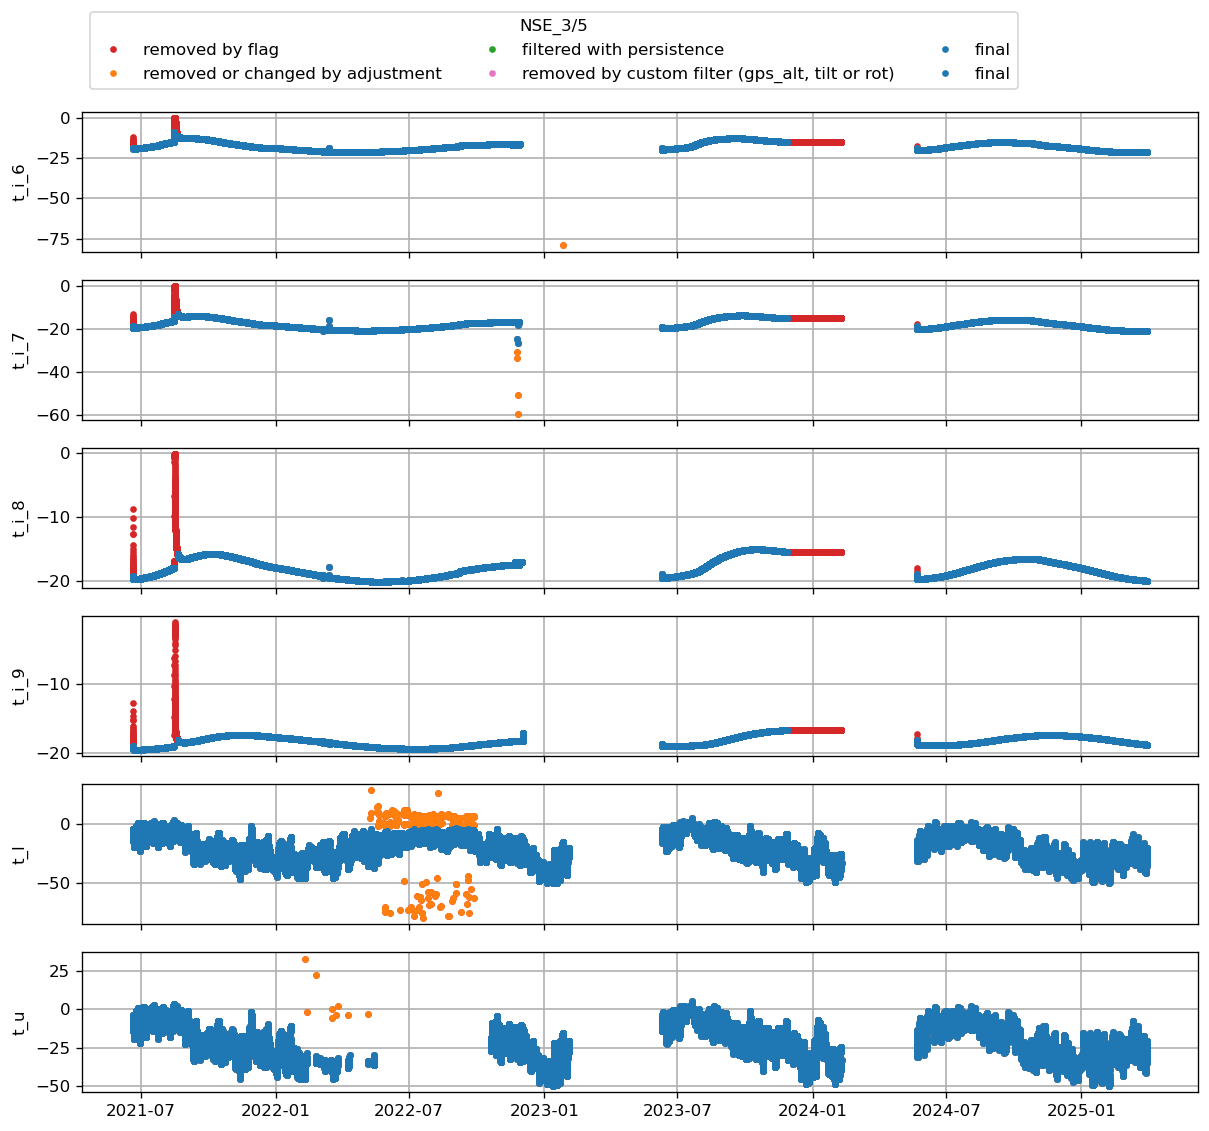 NSE_3/5
removed by flag
filtered with persistence
final
removed or changed by adjustment
removed by custom filter (gps_alt, tilt or rot)
final
0
−25
−50
−75
t_i_6
0
−20
−40
−60
t_i_7
0
−10
−20
t_i_8
−10
−20
t_i_9
0
−50
t_l
25
0
−25
−50
t_u
2021-07
2022-01
2022-07
2023-01
2023-07
2024-01
2024-07
2025-01